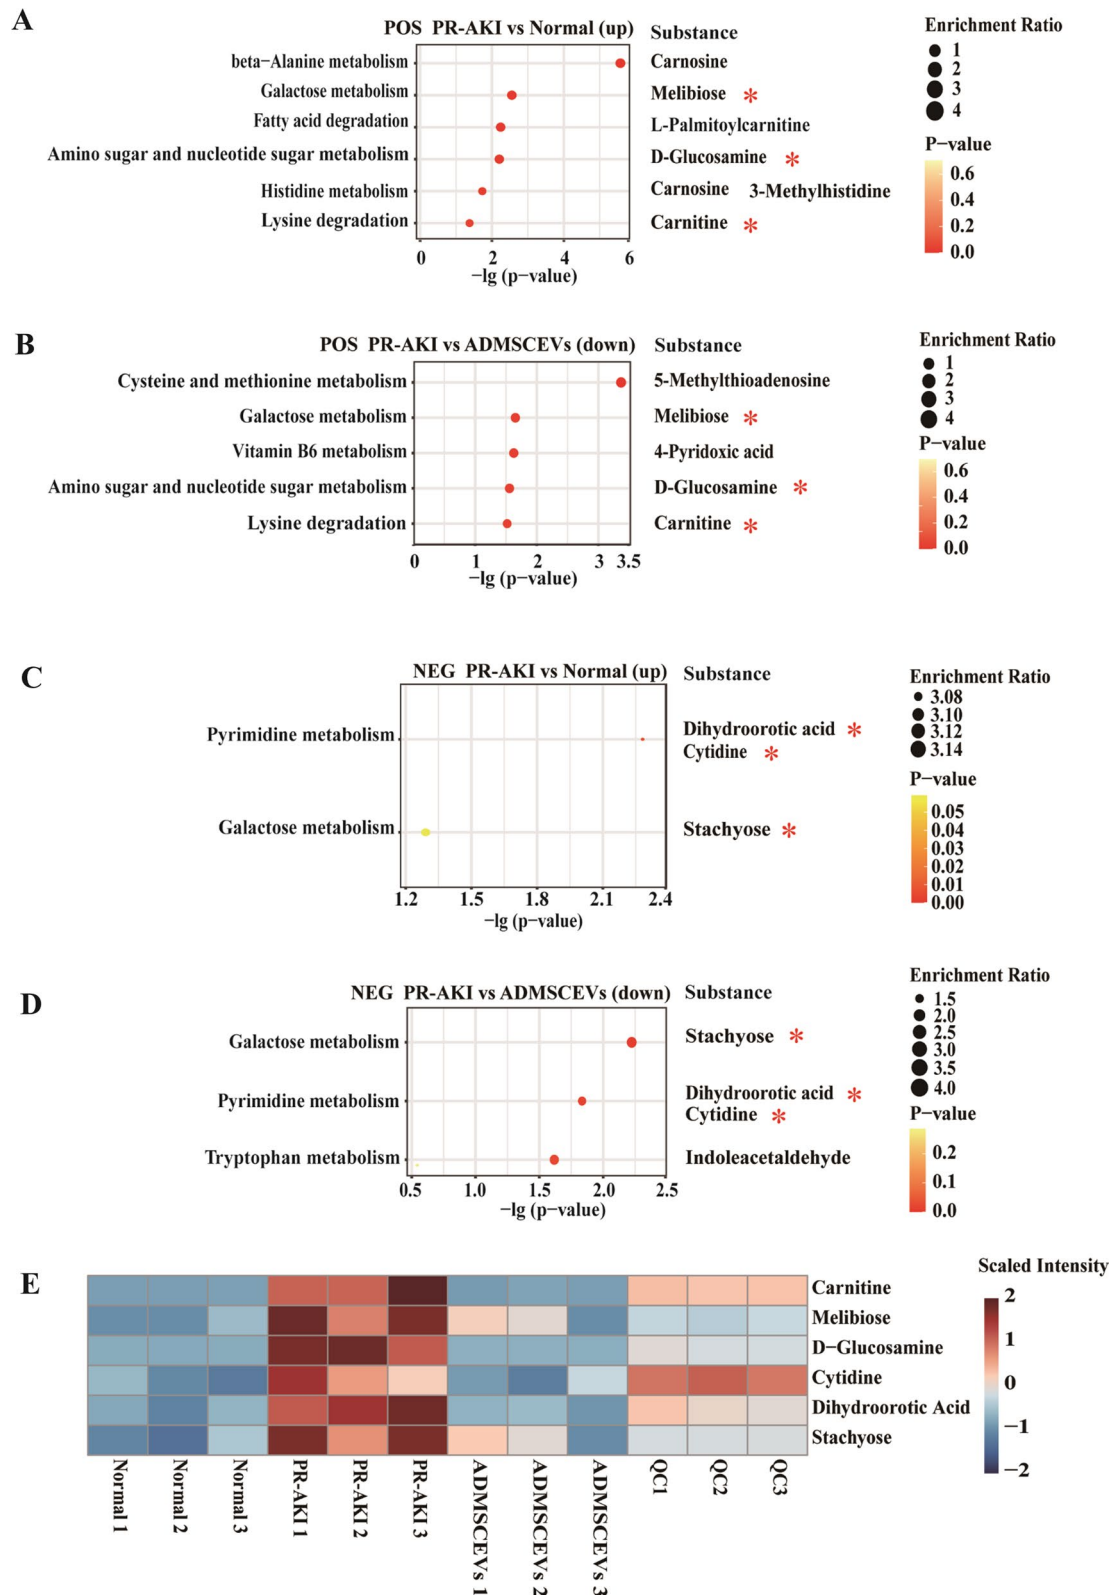 A
POS PR-AKI vs Normal (up) Substance
beta−Alanine metabolism Carnosine
Galactose metabolism Melibiose *
Fatty acid degradation L-Palmitoylcarnitine
Amino sugar and nucleotide sugar metabolism D-Glucosamine *
Histidine metabolism Carnosine 3-Methylhistidine
Lysine degradation Carnitine *
0 2 4 6
−lg (p−value)
Enrichment Ratio
1
2
3
4
P−value
0.6
0.4
0.2
0.0
B
POS PR-AKI vs ADMSCEVs (down) Substance
Cysteine and methionine metabolism 5-Methylthioadenosine
Galactose metabolism Melibiose *
Vitamin B6 metabolism 4-Pyridoxic acid
Amino sugar and nucleotide sugar metabolism D-Glucosamine *
Lysine degradation Carnitine *
0 1 2 3 3.5
−lg (p−value)
Enrichment Ratio
1
2
3
4
P−value
0.6
0.4
0.2
0.0
C
NEG PR-AKI vs Normal (up) Substance
Pyrimidine metabolism Dihydroorotic acid *
Cytidine *
Galactose metabolism Stachyose *
1.2 1.5 1.8 2.1 2.4
−lg (p−value)
Enrichment Ratio
3.08
3.10
3.12
3.14
P−value
0.05
0.04
0.03
0.02
0.01
0.00
D
NEG PR-AKI vs ADMSCEVs (down) Substance
Galactose metabolism Stachyose *
Pyrimidine metabolism Dihydroorotic acid *
Cytidine *
Tryptophan metabolism Indoleacetaldehyde
0.5 1.0 1.5 2.0 2.5
−lg (p−value)
Enrichment Ratio
1.5
2.0
2.5
3.0
3.5
4.0
P−value
0.2
0.1
0.0
E
Carnitine
Melibiose
D−Glucosamine
Cytidine
Dihydroorotic Acid
Stachyose
Normal 1
Normal 2
Normal 3
PR-AKI 1
PR-AKI 2
PR-AKI 3
ADMSCEVs 1
ADMSCEVs 2
ADMSCEVs 3
QC1
QC2
QC3
Scaled Intensity
2
1
0
−1
−2